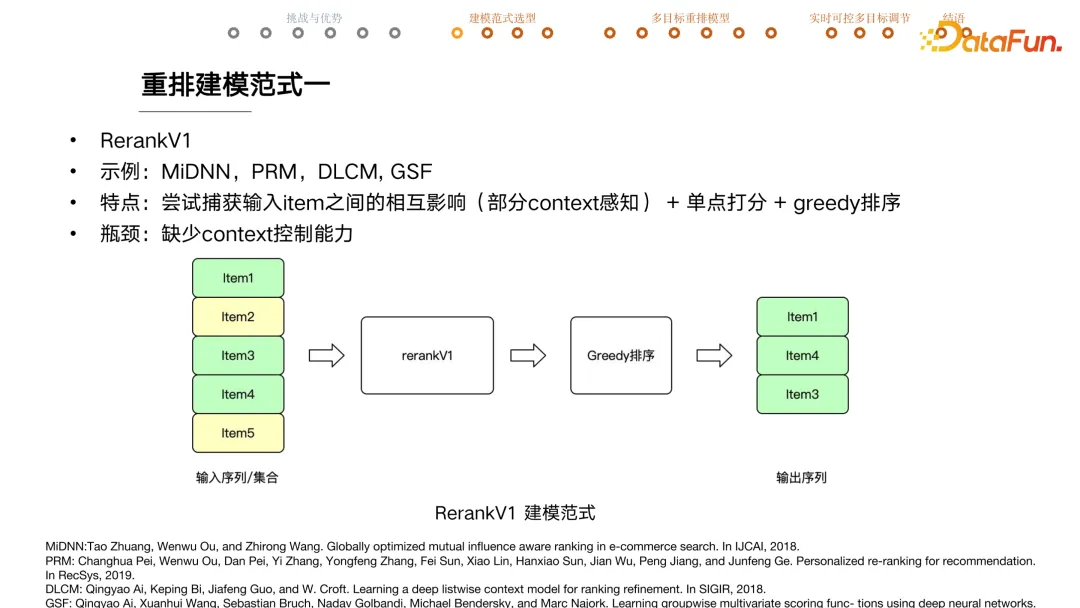 挑战与优势 建模范式选型 多目标重排模型 实时可控多目标调节 结语
DataFun.
重排建模范式一
• RerankV1
• 示例：MiDNN，PRM，DLCM, GSF
• 特点：尝试捕获输入item之间的相互影响（部分context感知）+ 单点打分 + greedy排序
• 瓶颈：缺少context控制能力
Item1
Item2
Item3
Item4
Item5
输入序列/集合
rerankV1
Greedy排序
Item1
Item4
Item3
输出序列
RerankV1 建模范式
MiDNN:Tao Zhuang, Wenwu Ou, and Zhirong Wang. Globally optimized mutual influence aware ranking in e-commerce search. In IJCAI, 2018.
PRM: Changhua Pei, Wenwu Ou, Dan Pei, Yi Zhang, Yongfeng Zhang, Fei Sun, Xiao Lin, Hanxiao Sun, Jian Wu, Peng Jiang, and Junfeng Ge. Personalized re-ranking for recommendation.
In RecSys, 2019.
DLCM: Qingyao Ai, Keping Bi, Jiafeng Guo, and W. Croft. Learning a deep listwise context model for ranking refinement. In SIGIR, 2018.
GSF: Qingyao Ai, Xuanhui Wang, Sebastian Bruch, Nadav Golbandi, Michael Bendersky, and Marc Najork. Learning groupwise multivariate scoring func- tions using deep neural networks.